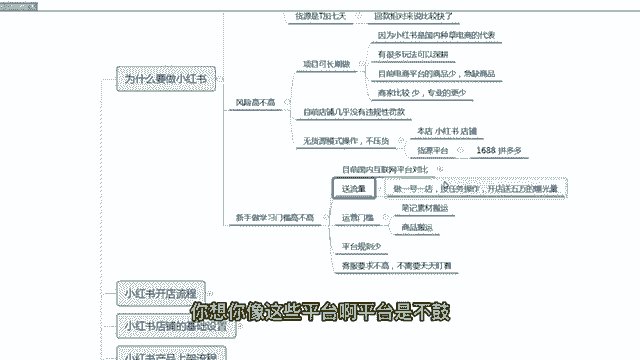 货源是T加七天
回款相对来说比较快了
因为小红书是国内种草电商的代表
为什么要做小红书
项目可长期做
有很多玩法可以深耕
目前电商平台的商品少，急缺商品
商家比较少，专业的更少
风险高不高
目前店铺几乎没有违规性罚款
无货源模式操作，不压货
本店 小红书 店铺
货源平台
1688 拼多多
目前国内互联网平台对比
送流量
做一号一店，按任务操作，开店送五万的曝光量
新手做学习门槛高不高
运营门槛
笔记素材搬运
商品搬运
平台规则少
客服要求不高，不需要天天盯着
小红书开店流程
你想你像这些平台啊平台是不鼓
小红书店铺的基础设置
小红书产品上架流程